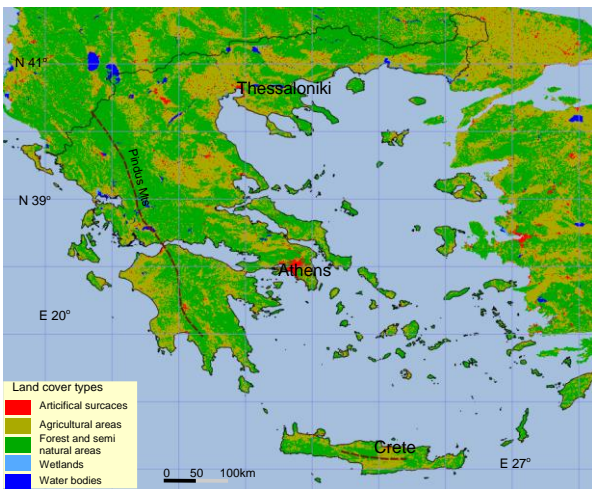 N 41°
Thessaloniki
Pindus Mts
N 39°
Athens
E 20°
Land cover types
Articifical surcaces
Agricultural areas
Forest and semi
natural areas
Wetlands
Water bodies
Crete
0 50 100km
E 27°